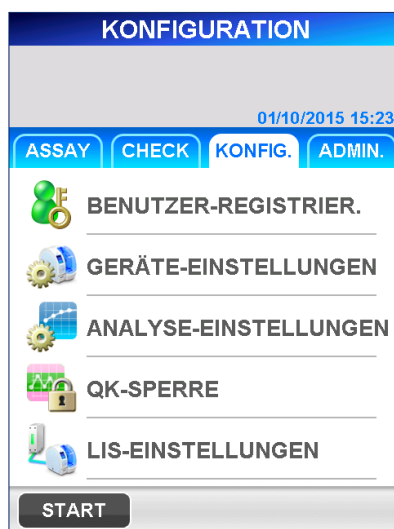 KONFIGURATION
01/10/2015 15:23
ASSAY CHECK KONFIG. ADMIN.
BENUTZER-REGISTRIER.
GERÄTE-EINSTELLUNGEN
ANALYSE-EINSTELLUNGEN
QK-SPERRE
LIS-EINSTELLUNGEN
START